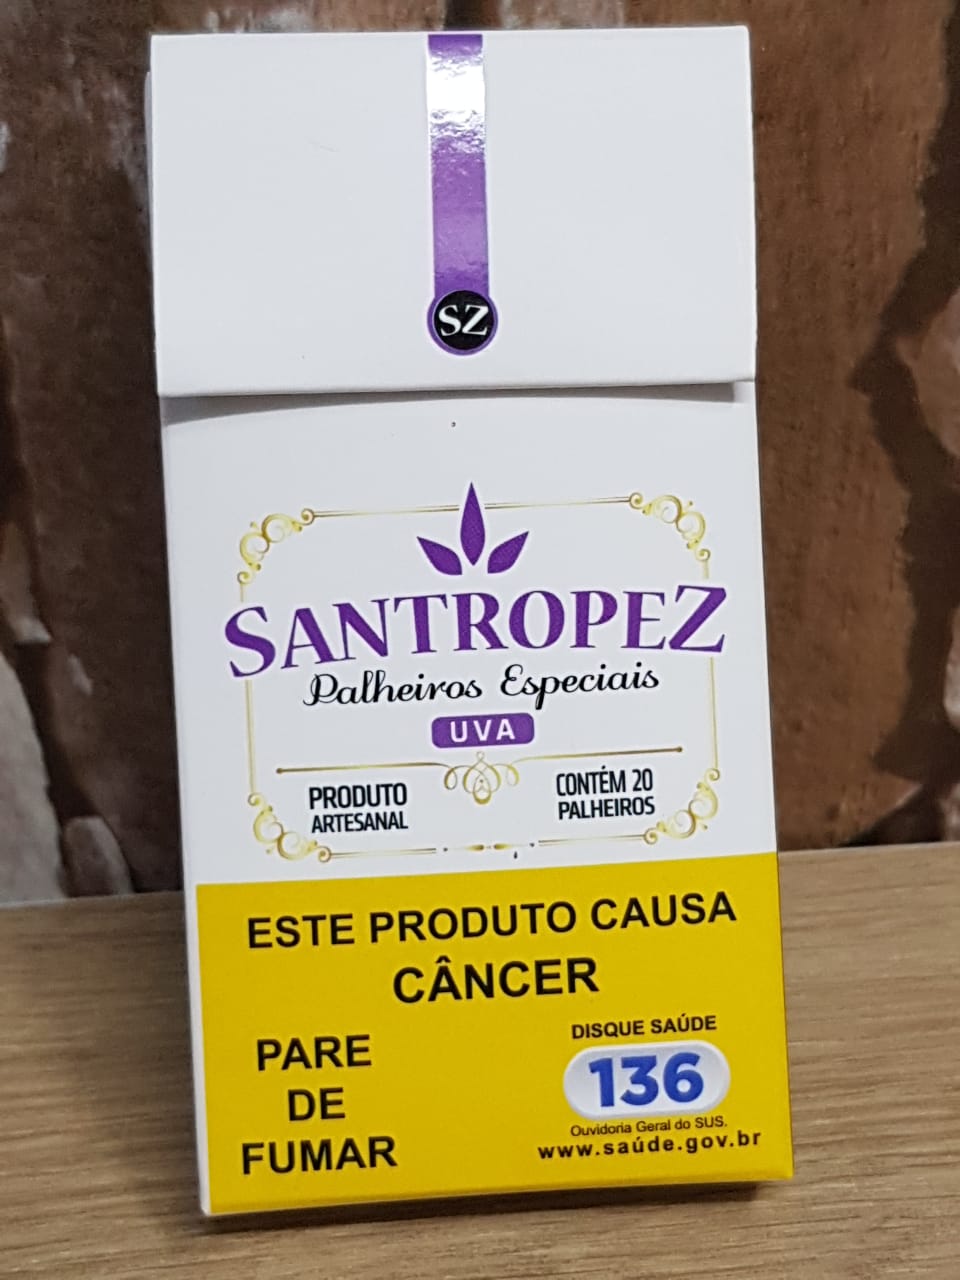 SZ
SANTROPEZ
Palheiros Especiais
UVA
PRODUTO
ARTESANAL
CONTÉM 20
PALHEIROS
ESTE PRODUTO CAUSA
CÂNCER
PARE
DE
FUMAR
DISQUE SAÚDE
136
Ouvidoria Geral do SUS.
www.saúde.gov.br